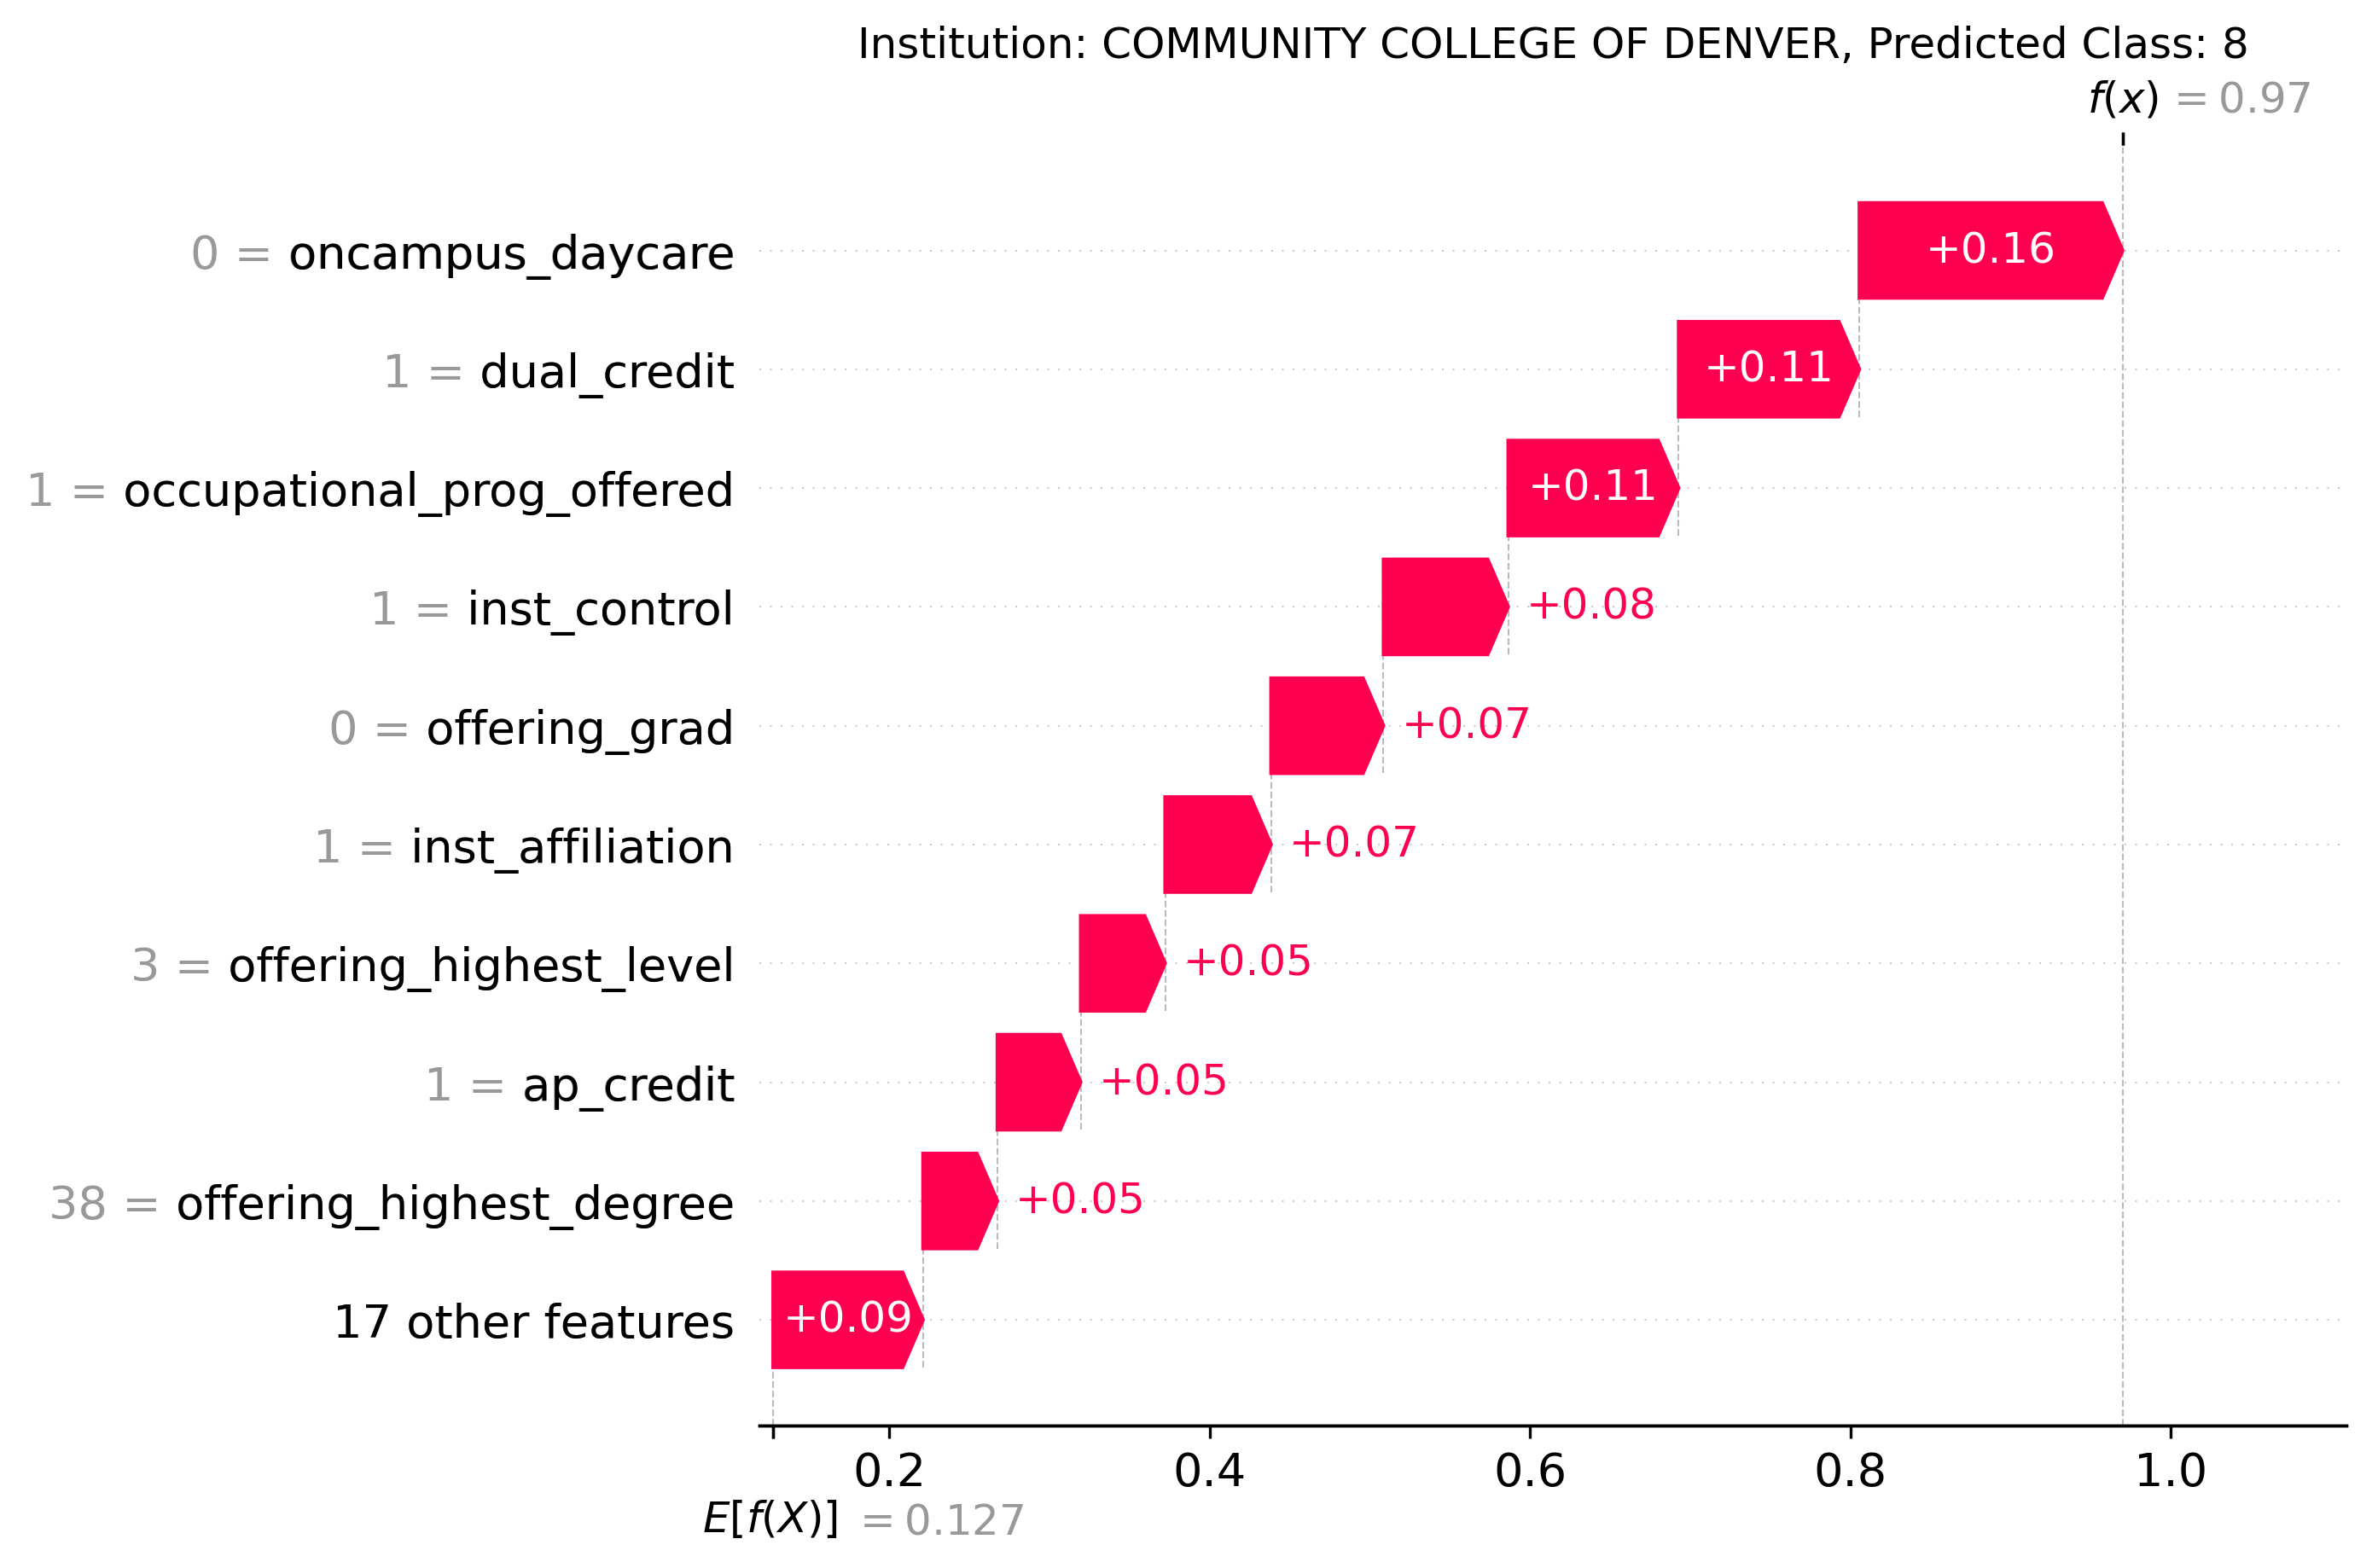 Institution: COMMUNITY COLLEGE OF DENVER, Predicted Class: 8
f(x) = 0.97
0 = oncampus_daycare +0.16
1 = dual_credit +0.11
1 = occupational_prog_offered +0.11
1 = inst_control +0.08
0 = offering_grad +0.07
1 = inst_affiliation +0.07
3 = offering_highest_level +0.05
1 = ap_credit +0.05
38 = offering_highest_degree +0.05
17 other features +0.09
0.2 0.4 0.6 0.8 1.0
E[f(X)] = 0.127